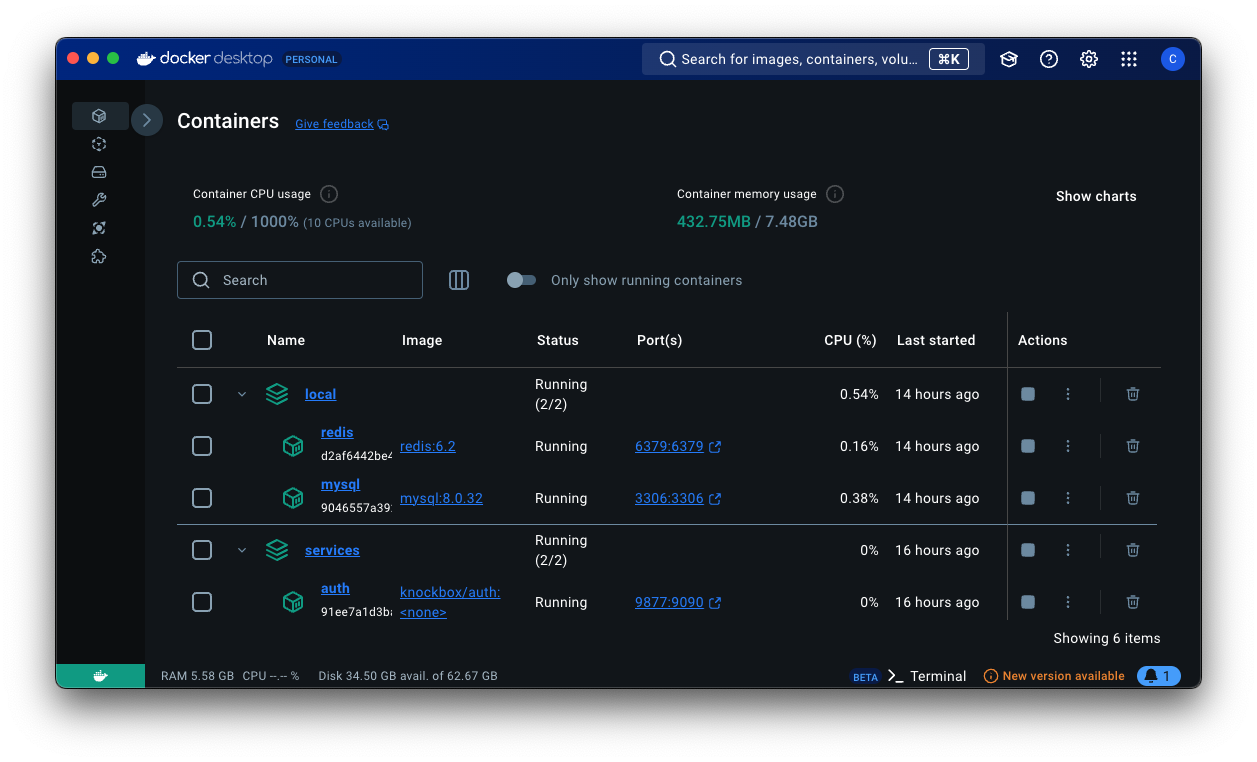 docker desktop PERSONAL
Search for images, containers, volu... ⌘K
C
Containers Give feedback
Container CPU usage
0.54% / 1000% (10 CPUs available)
Container memory usage
432.75MB / 7.48GB
Show charts
Search
Only show running containers
Name Image Status Port(s) CPU (%) Last started Actions
local Running (2/2) 0.54% 14 hours ago
redis
d2af6442be4 redis:6.2 Running 6379:6379 0.16% 14 hours ago
mysql
9046557a39 mysql:8.0.32 Running 3306:3306 0.38% 14 hours ago
services Running (2/2) 0% 16 hours ago
auth
91ee7a1d3b knockbox/auth:<none> Running 9877:9090 0% 16 hours ago
Showing 6 items
RAM 5.58 GB CPU --.-- % Disk 34.50 GB avail. of 62.67 GB
BETA Terminal New version available 1